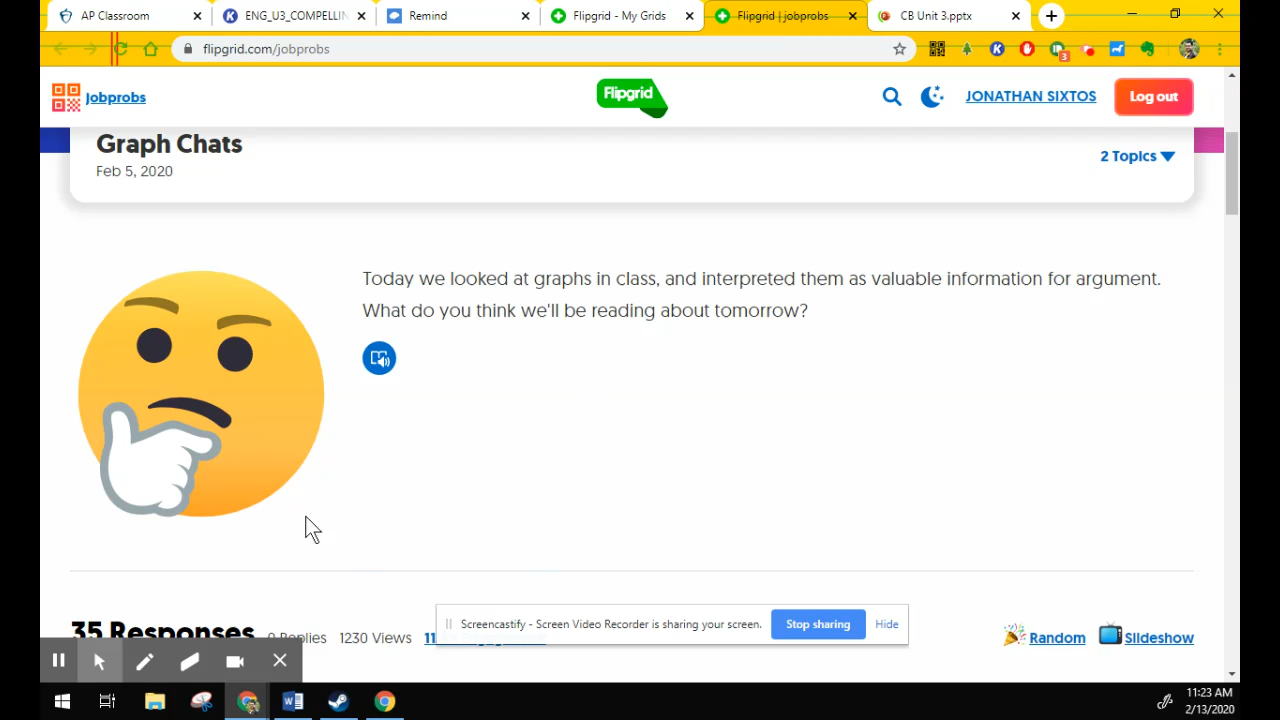 AP Classroom
ENG_U3_COMPELLIN
Remind
Flipgrid - My Grids
Flipgrid | jobprobs
CB Unit 3.pptx
flipgrid.com/jobprobs
3
Jobprobs
Flipgrid
JONATHAN SIXTOS
Log out
Graph Chats
Feb 5, 2020
2 Topics
Today we looked at graphs in class, and interpreted them as valuable information for argument.
What do you think we'll be reading about tomorrow?
35 Responses
0 Replies
1230 Views
Screencastify - Screen Video Recorder is sharing your screen.
Stop sharing
Hide
Random
Slideshow
11:23 AM
2/13/2020